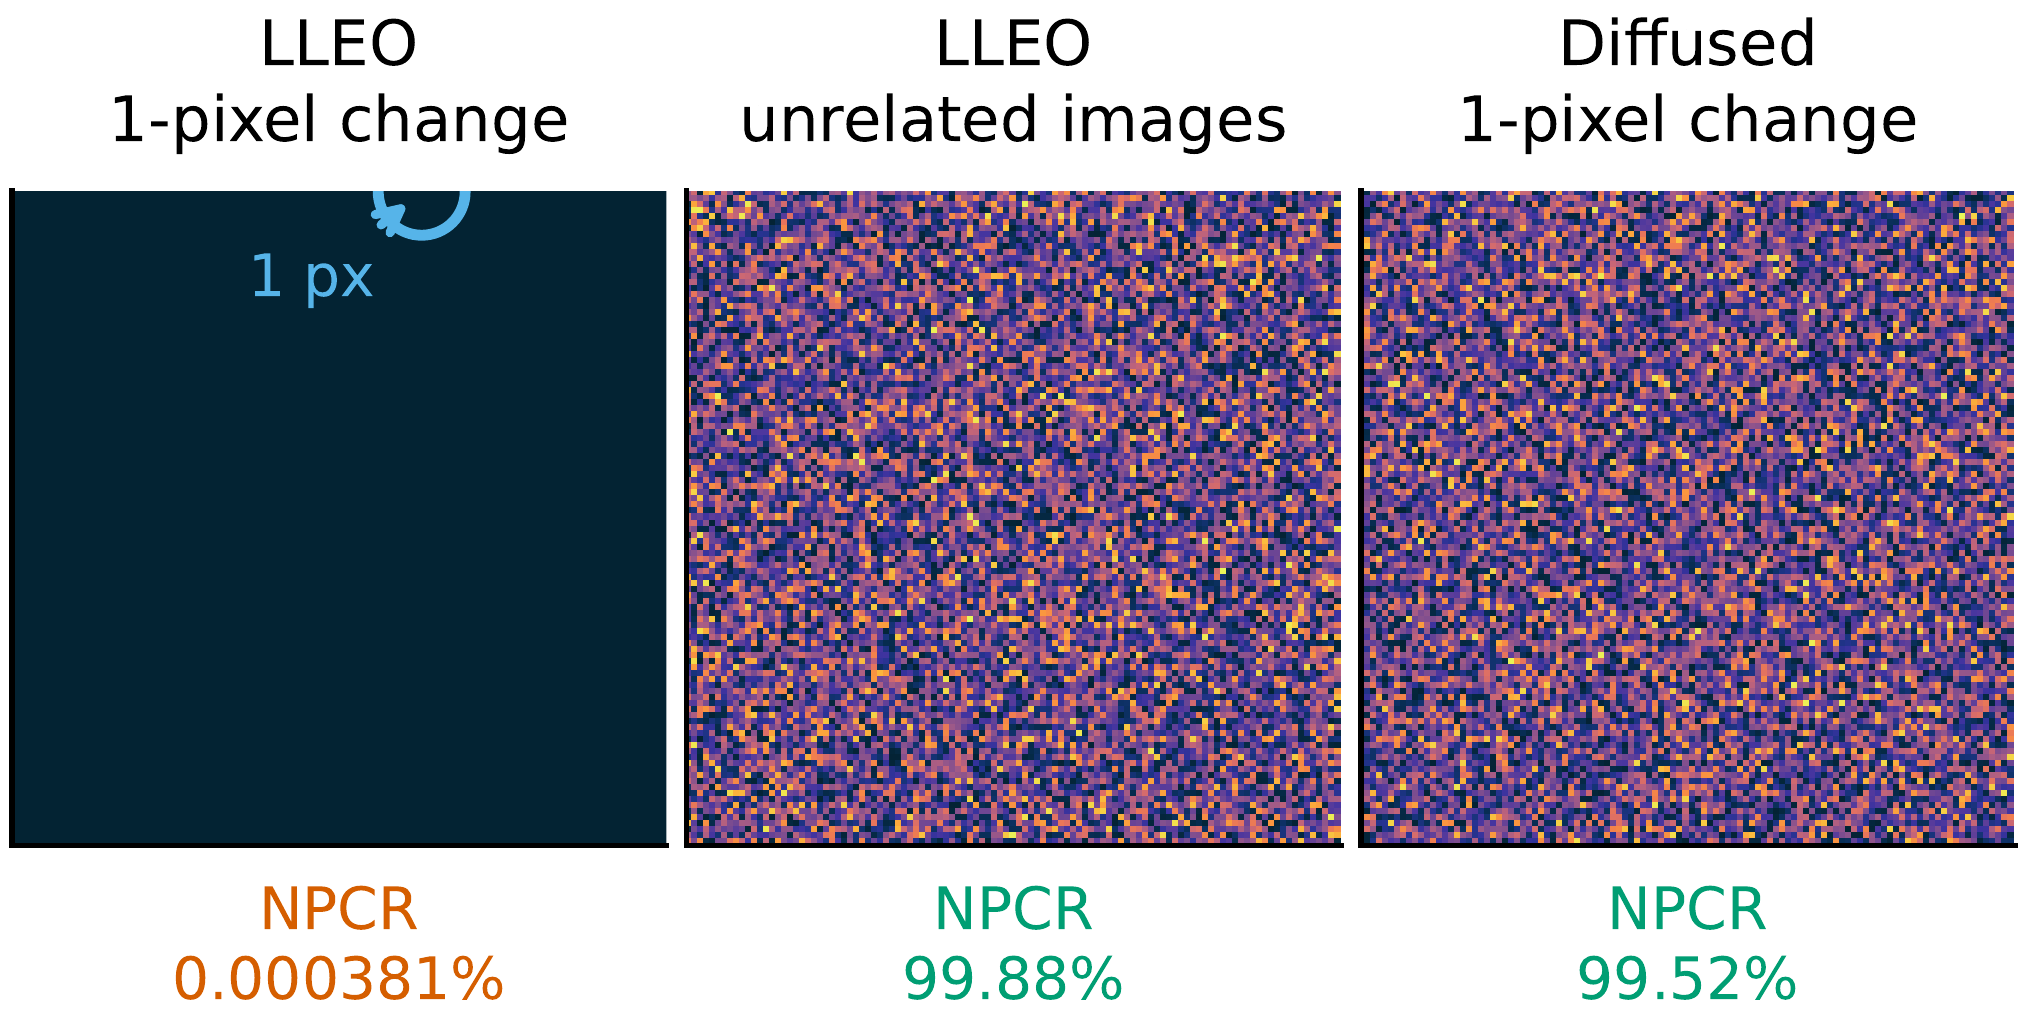 LLEO
1-pixel change
LLEO
unrelated images
Diffused
1-pixel change
1 px
NPCR
0.000381%
NPCR
99.88%
NPCR
99.52%